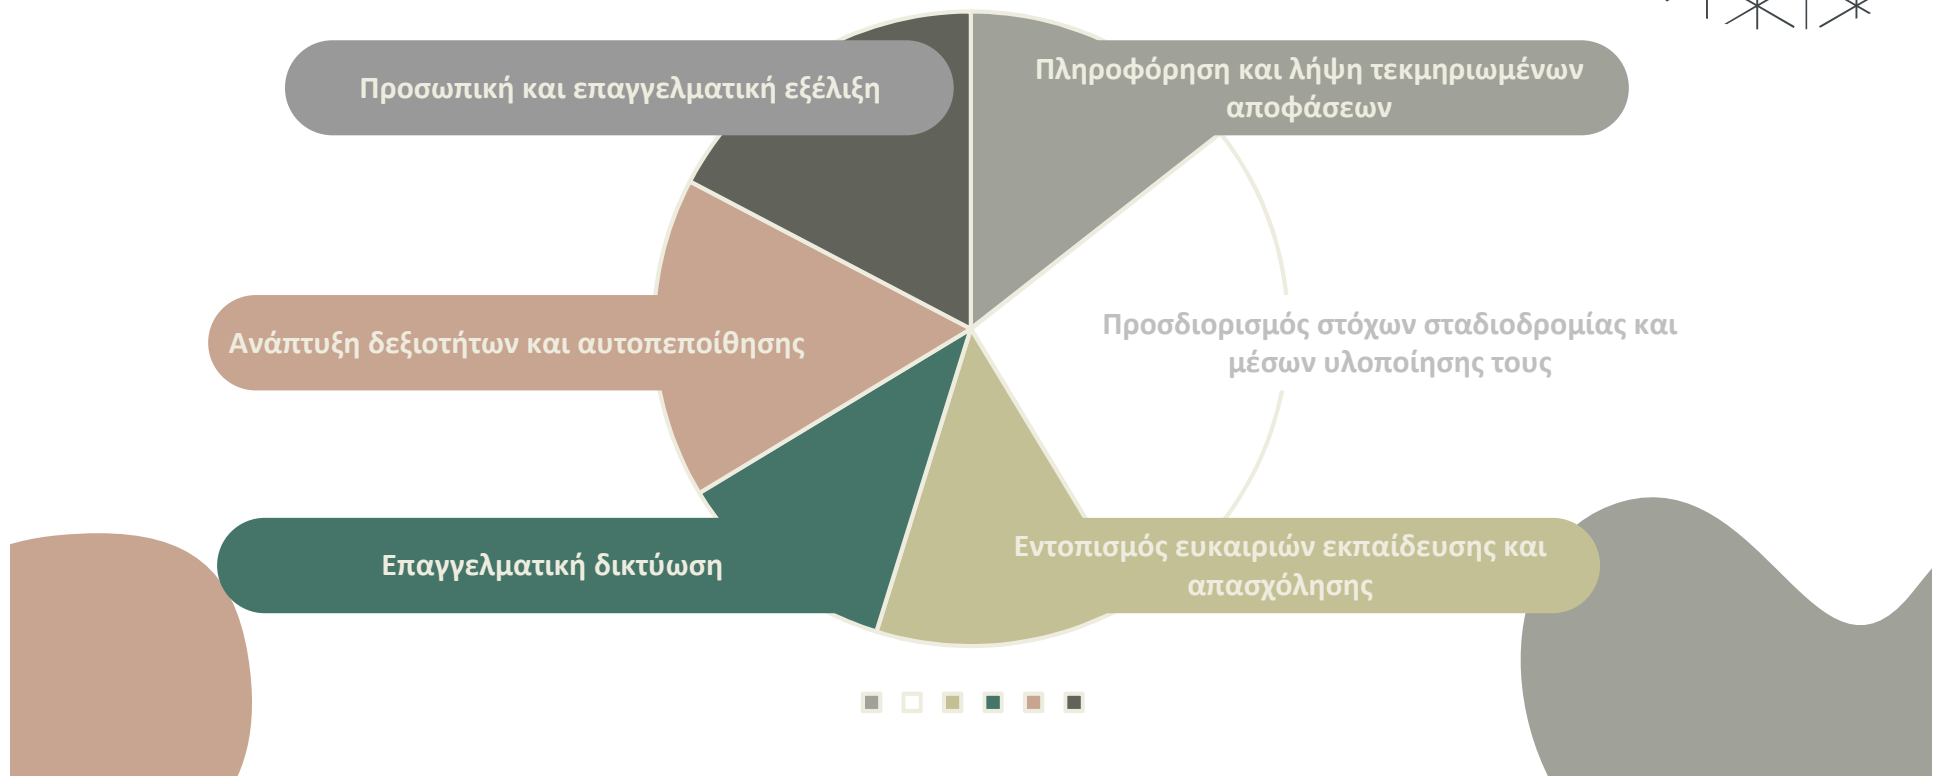 Προσωπική και επαγγελματική εξέλιξη
Πληροφόρηση και λήψη τεκμηριωμένων
αποφάσεων
Ανάπτυξη δεξιοτήτων και αυτοπεποίθησης
Προσδιορισμός στόχων σταδιοδρομίας και
μέσων υλοποίησης τους
Επαγγελματική δικτύωση
Εντοπισμός ευκαιριών εκπαίδευσης και
απασχόλησης